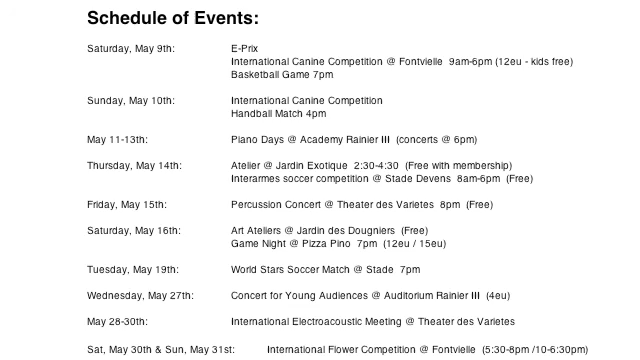 Schedule of Events:
Saturday, May 9th: E-Prix
International Canine Competition @ Fontvielle 9am-6pm (12eu - kids free)
Basketball Game 7pm
Sunday, May 10th: International Canine Competition
Handball Match 4pm
May 11-13th: Piano Days @ Academy Rainier III (concerts @ 6pm)
Thursday, May 14th: Atelier @ Jardin Exotique 2:30-4:30 (Free with membership)
Interarmes soccer competition @ Stade Devens 8am-6pm (Free)
Friday, May 15th: Percussion Concert @ Theater des Varietes 8pm (Free)
Saturday, May 16th: Art Ateliers @ Jardin des Dougniers (Free)
Game Night @ Pizza Pino 7pm (12eu / 15eu)
Tuesday, May 19th: World Stars Soccer Match @ Stade 7pm
Wednesday, May 27th: Concert for Young Audiences @ Auditorium Rainier III (4eu)
May 28-30th: International Electroacoustic Meeting @ Theater des Varietes
Sat, May 30th & Sun, May 31st: International Flower Competition @ Fontvielle (5:30-8pm /10-6:30pm)